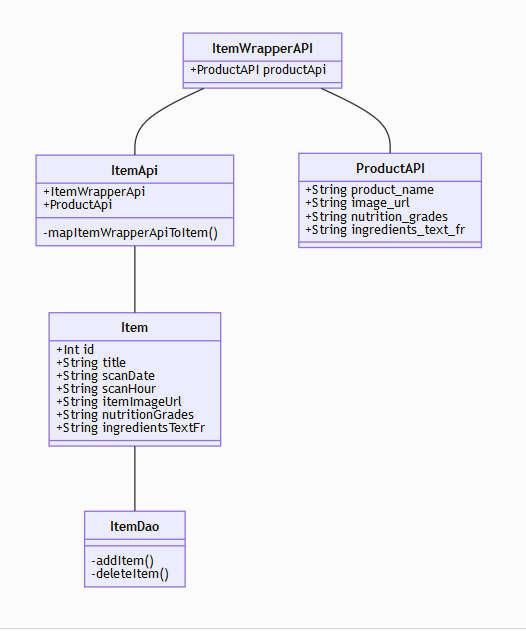 ItemWrapperAPI
+ProductAPI productApi
ItemApi
+ItemWrapperApi
+ProductApi
-mapItemWrapperApiToItem()
ProductAPI
+String product_name
+String image_url
+String nutrition_grades
+String ingredients_text_fr
Item
+Int id
+String title
+String scanDate
+String scanHour
+String itemImageUrl
+String nutritionGrades
+String ingredientsTextFr
ItemDao
-addItem()
-deleteItem()